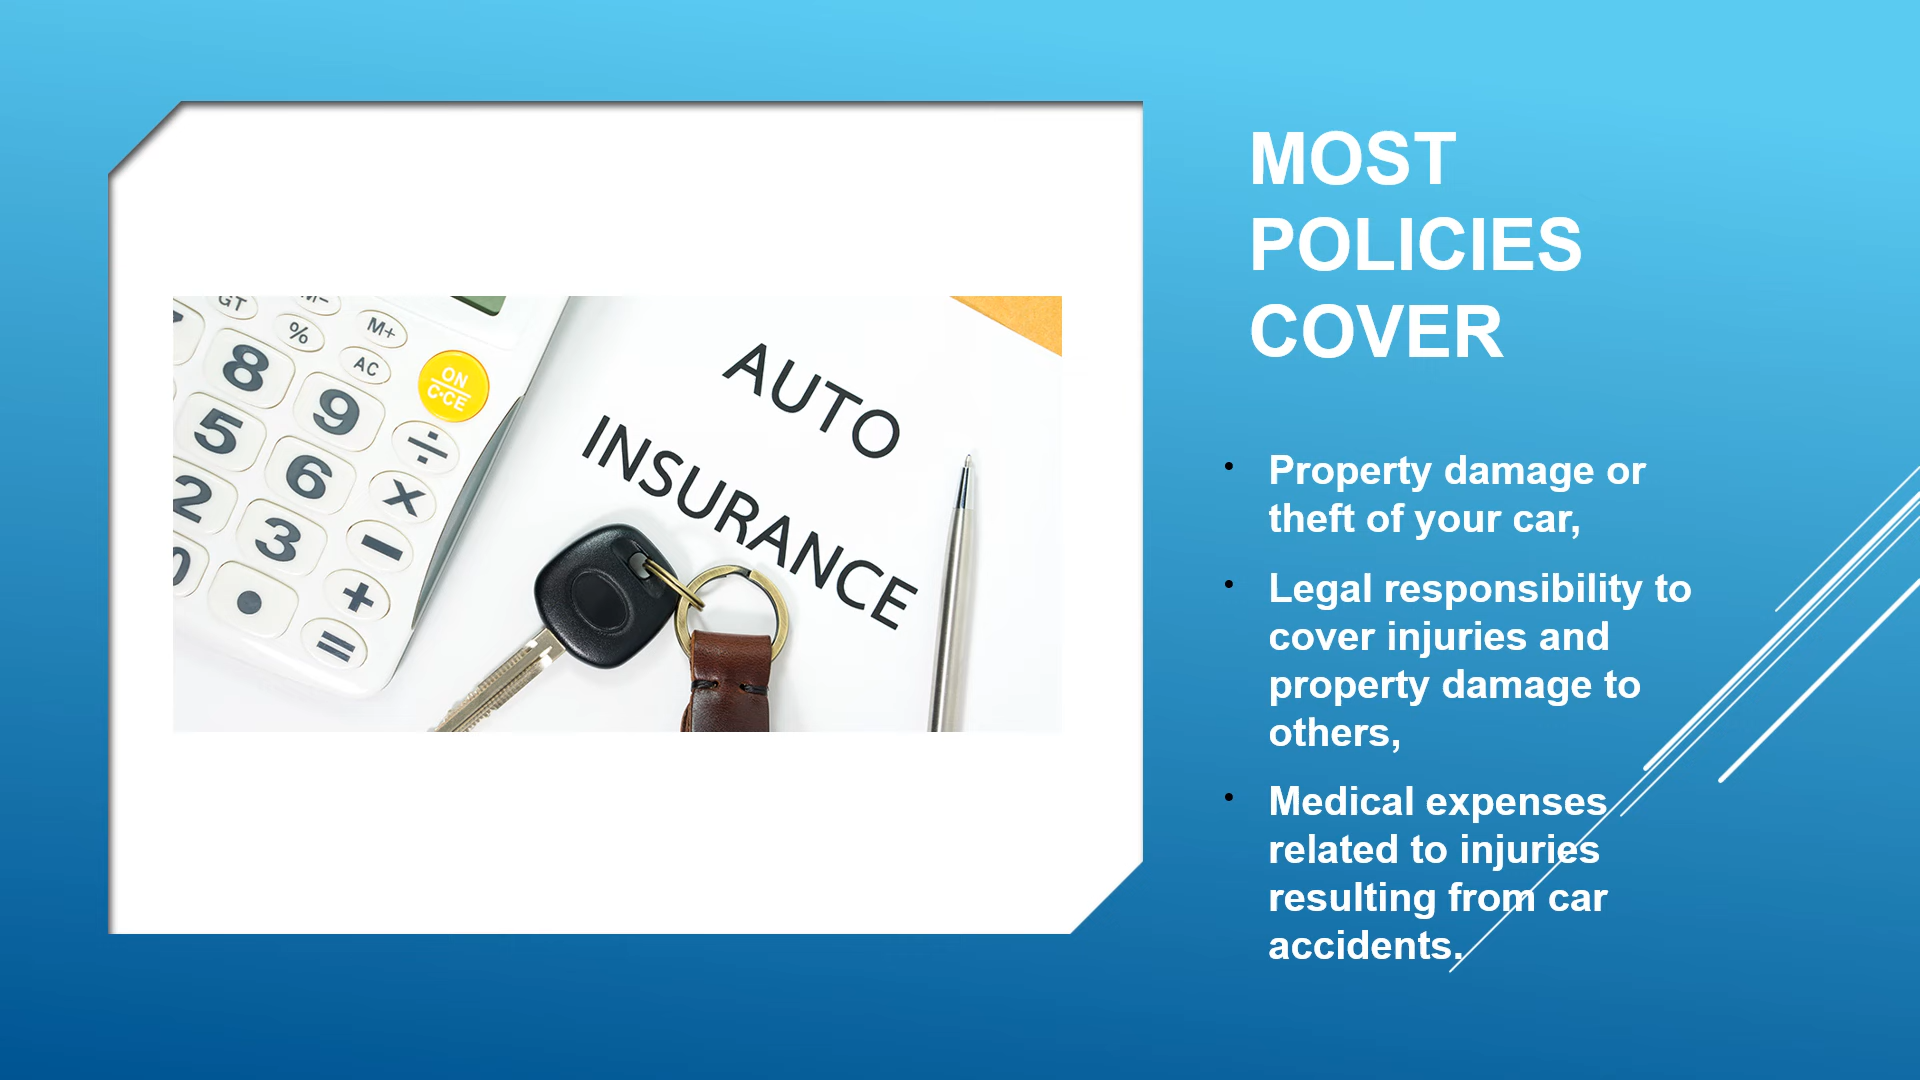 MOST
POLICIES
COVER
• Property damage or
theft of your car,
• Legal responsibility to
cover injuries and
property damage to
others,
• Medical expenses
related to injuries
resulting from car
accidents.
AUTO
INSURANCE
GT M-
% M+
AC
ON
C·CE
8 9 ÷
5 6 X
2 3 −
0 • +
=